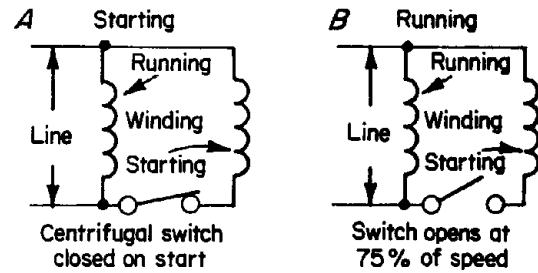 A Starting
Running
Line
Winding
Starting
Centrifugal switch
closed on start
B Running
Running
Line
Winding
Starting
Switch opens at
75% of speed